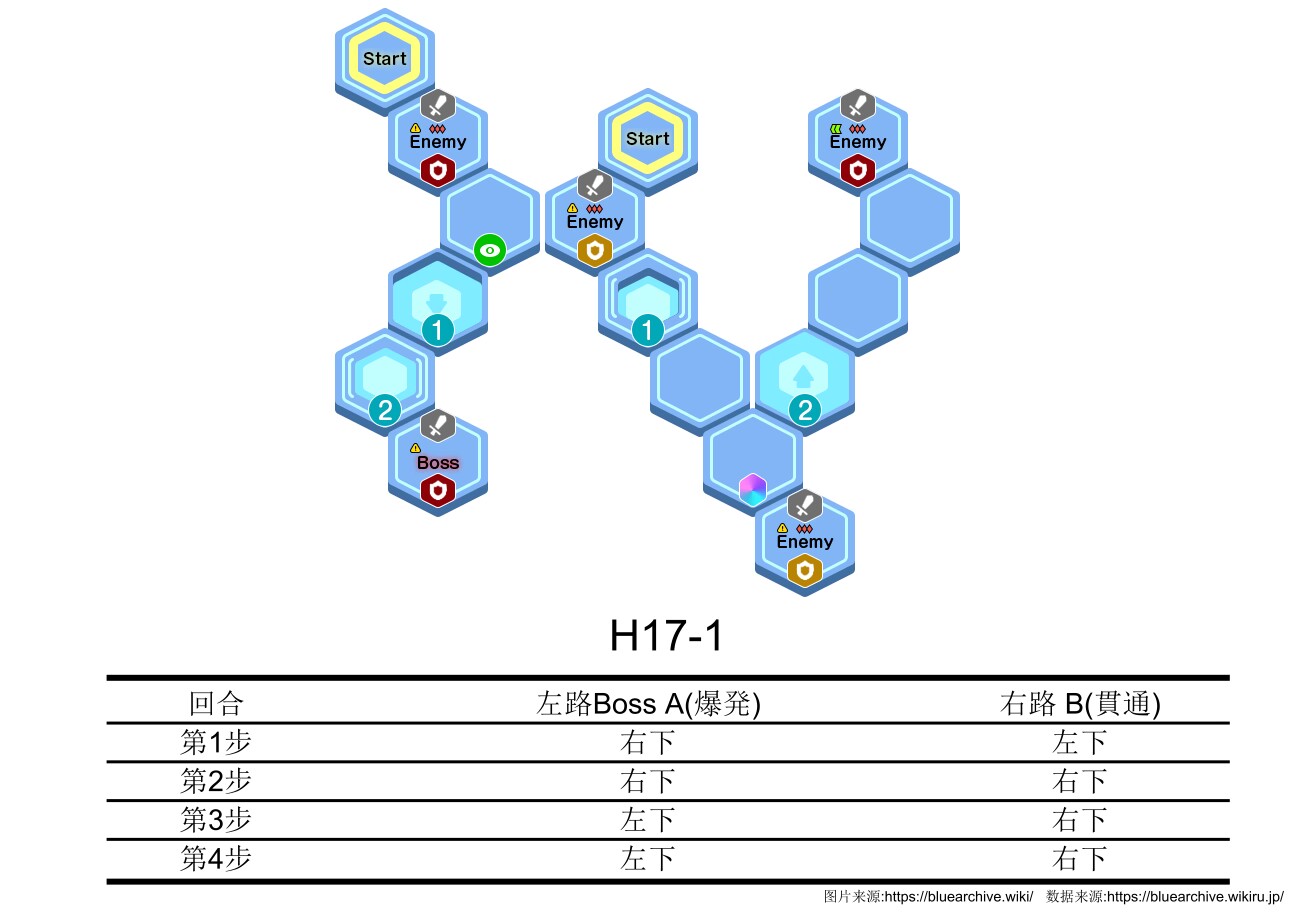 Start
Enemy
Start
Enemy
Enemy
1
1
2
2
Boss
Enemy
H17-1
回合 左路Boss A(爆発) 右路 B(貫通)
第1步 右下 左下
第2步 右下 右下
第3步 左下 右下
第4步 左下 右下
图片来源:https://bluearchive.wiki/ 数据来源:https://bluearchive.wikiru.jp/